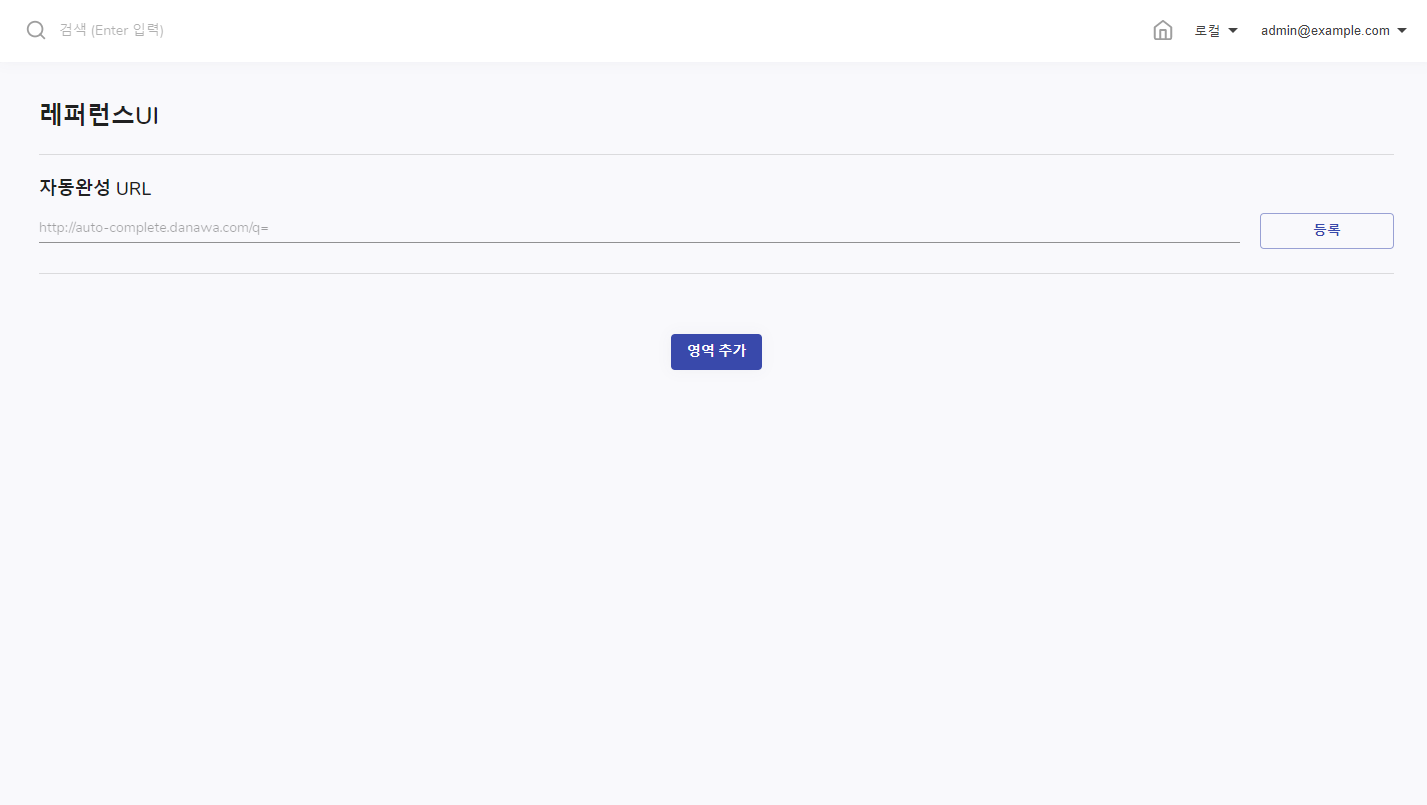 검색 (Enter 입력)
로컬
admin@example.com
레퍼런스UI
자동완성 URL
http://auto-complete.danawa.com/q=
등록
영역 추가